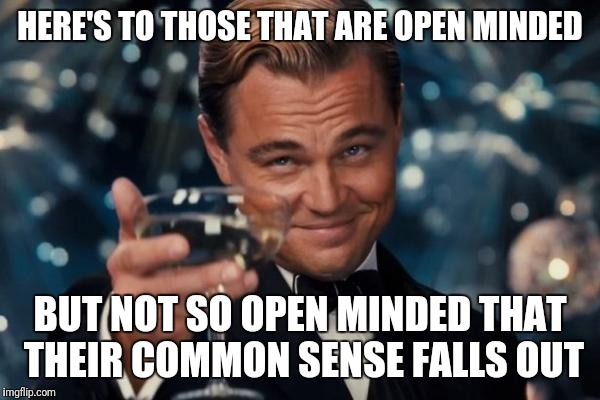 HERE'S TO THOSE THAT ARE OPEN MINDED
BUT NOT SO OPEN MINDED THAT
THEIR COMMON SENSE FALLS OUT
imgflip.com